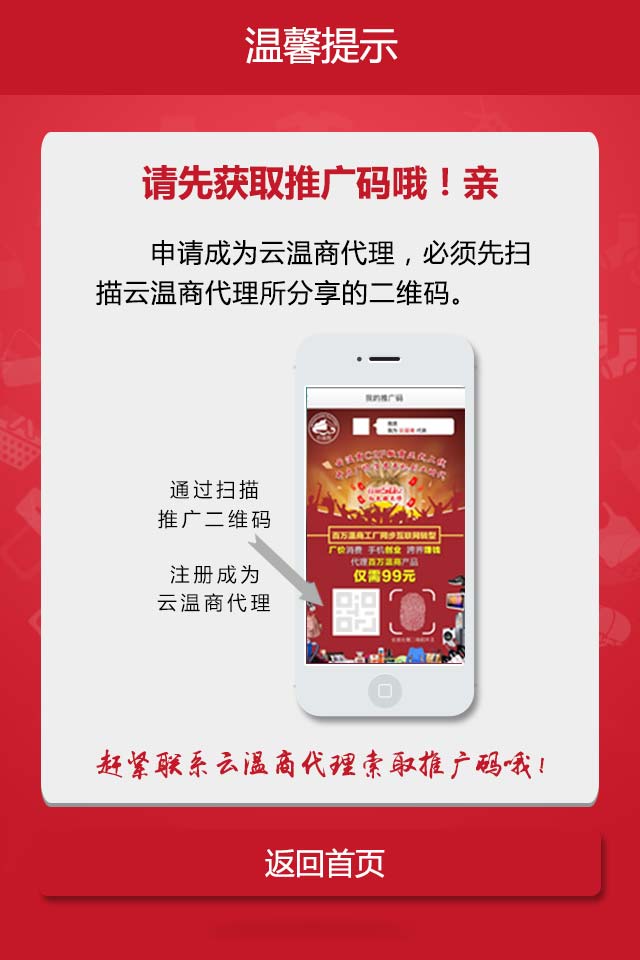 温馨提示
请先获取推广码哦！亲
申请成为云温商代理，必须先扫
描云温商代理所分享的二维码。
我的推广码
通过扫描
推广二维码
注册成为
云温商代理
百万温商工厂同步互联网转型
厂价消费 手机创业 跨界赚钱
代理百万温商产品
仅需99元
赶紧联系云温商代理索取推广码哦！
返回首页